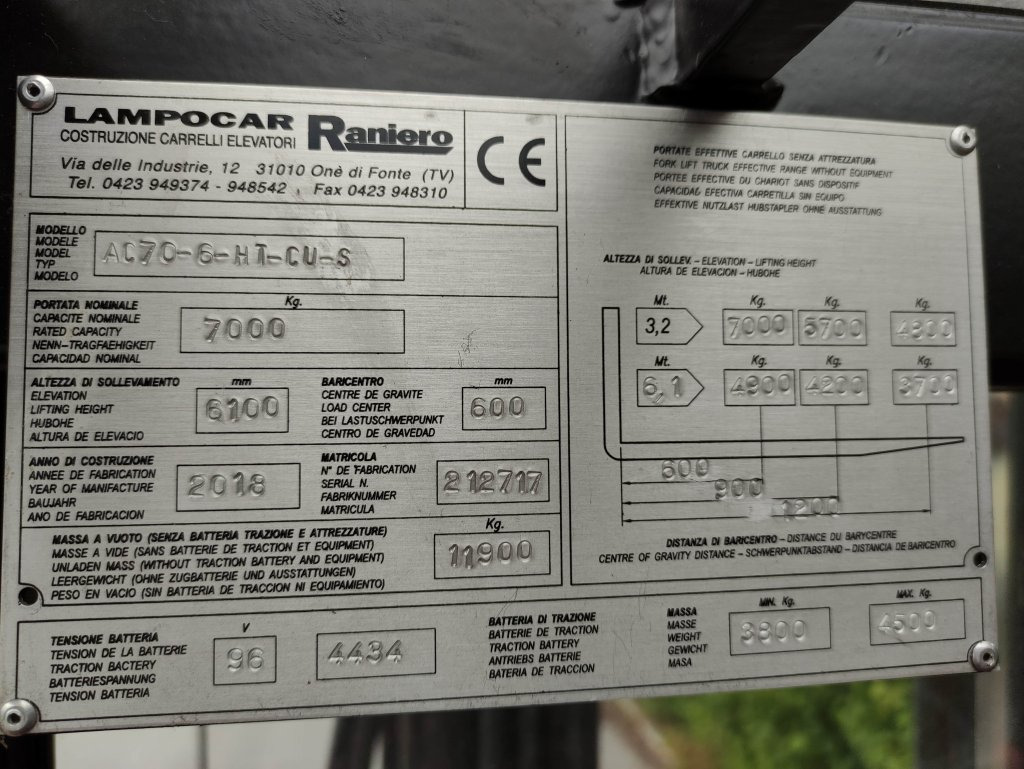 LAMPOCAR Raniero
COSTRUZIONE CARRELLI ELEVATORI
Via delle Industrie, 12 31010 Onè di Fonte (TV)
Tel. 0423 949374 - 948542 , Fax 0423 948310
CE
MODELLO
MODELE
MODEL
TYP
MODELO
AC70-6-HT-CU-S
PORTATA NOMINALE
CAPACITE NOMINALE
RATED CAPACITY
NENN-TRAGFAEHIGKEIT
CAPACIDAD NOMINAL
Kg.
7000
ALTEZZA DI SOLLEVAMENTO
ELEVATION
LIFTING HEIGHT
HUBOHE
ALTURA DE ELEVACIO
mm
6100
BARICENTRO
CENTRE DE GRAVITE
LOAD CENTER
BEI LASTUSCHWERPUNKT
CENTRO DE GRAVEDAD
mm
600
ANNO DI COSTRUZIONE
ANNEE DE FABRICATION
YEAR OF MANIFACTURE
BAUJAHR
ANO DE FABRICACION
2018
MATRICOLA
N° DE FABRICATION
SERIAL N.
FABRIKNUMMER
MATRICULA
212717
MASSA A VUOTO (SENZA BATTERIA TRAZIONE E ATTREZZATURE)
MASSE A VIDE (SANS BATTERIE DE TRACTION ET EQUIPMENT)
UNLADEN MASS (WITHOUT TRACTION BATTERY AND EQUIPMENT)
LEERGEWICHT (OHNE ZUGBATTERIE UND AUSSTATTUNGEN)
PESO EN VACIO (SIN BATERIA DE TRACCION NI EQUIPAMIENTO)
Kg.
11900
TENSIONE BATTERIA
TENSION DE LA BATTERIE
TRACTION BACTERY
BATTERIESPANNUNG
TENSION BATTERIA
V
96
4434
BATTERIA DI TRAZIONE
BATTERIE DE TRACTION
TRACTION BATTERY
ANTRIEBS BATTERIE
BATERIA DE TRACCION
MASSA
MASSE
WEIGHT
GEWICHT
MASA
MIN. Kg.
3800
MAX. Kg.
4500
PORTATE EFFETTIVE CARRELLO SENZA ATTREZZATURA
FORK LIFT TRUCK EFFECTIVE RANGE WITHOUT EQUIPMENT
PORTEE EFFECTIVE DU CHARIOT SANS DISPOSITIF
CAPACIDAD EFECTIVA CARRETILLA SIN EQUIPO
EFFEKTIVE NUTZLAST HUBSTAPLER OHNE AUSSTATTUNG
ALTEZZA DI SOLLEV. - ELEVATION - LIFTING HEIGHT
ALTURA DE ELEVACION - HUBOHE
Mt. Kg. Kg. Kg.
3,2 7000 5700 4800
Mt. Kg. Kg. Kg.
6,1 4900 4200 3700
600
900
1200
DISTANZA DI BARICENTRO - DISTANCE DU BARYCENTRE
CENTRE OF GRAVITY DISTANCE - SCHWERPUNKTABSTAND - DISTANCIA DE BARICENTRO